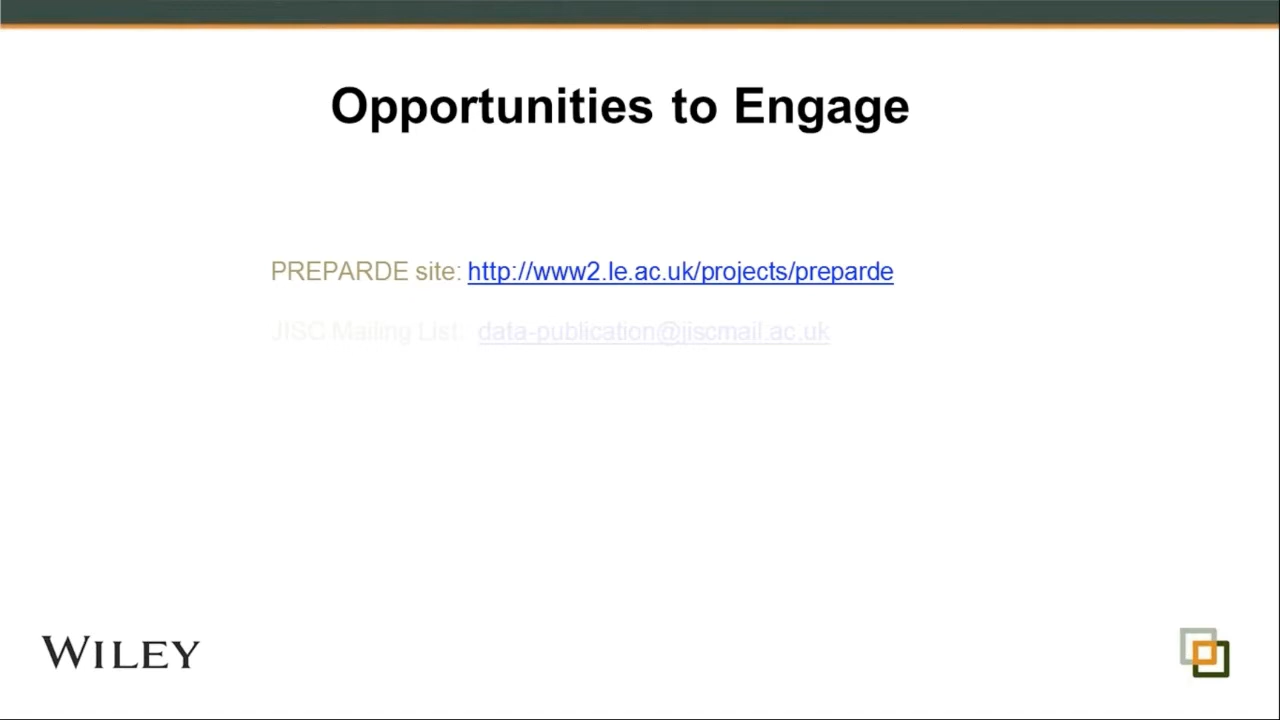 Opportunities to Engage
PREPARDE site: http://www2.le.ac.uk/projects/preparde
JISC Mailing List: data-publication@jiscmail.ac.uk
WILEY